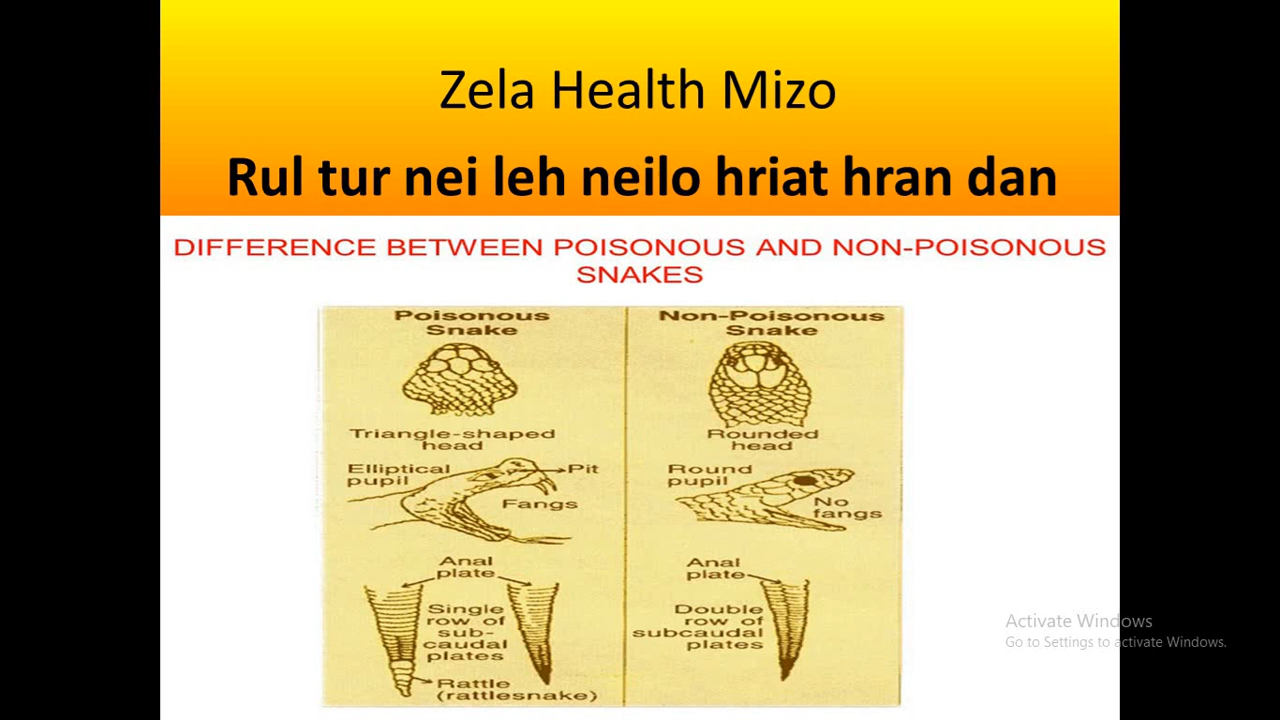 Zela Health Mizo
Rul tur nei leh neilo hriat hran dan
DIFFERENCE BETWEEN POISONOUS AND NON-POISONOUS
SNAKES
Poisonous
Snake
Triangle-shaped
head
Elliptical
pupil
Pit
Fangs
Anal
plate
Single
row of
sub-
caudal
plates
Rattle
(rattlesnake)
Non-Poisonous
Snake
Rounded
head
Round
pupil
No
fangs
Anal
plate
Double
row of
subcaudal
plates
Activate Windows
Go to Settings to activate Windows.